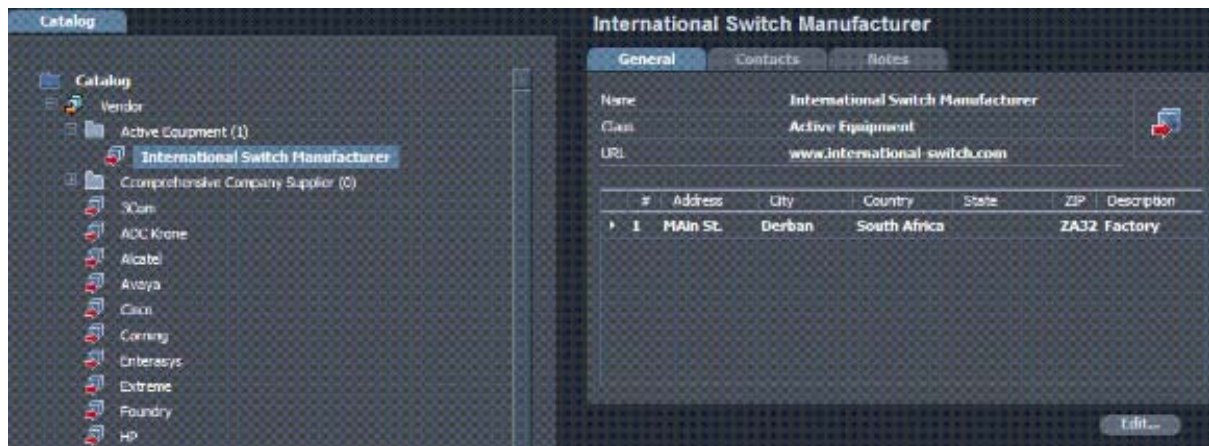 Catalog
Catalog
Vendor
Active Equipment (1)
International Switch Manufacturer
Ccomprehensive Company Supplier (0)
3Com
ADC Krone
Alcatel
Avaya
Cisco
Corning
Enterasys
Extreme
Foundry
HP
International Switch Manufacturer
General Contacts Notes
Name International Switch Manufacturer
Class Active Equipment
URL www.international-switch.com
# Address City Country State ZIP Description
1 MAin St. Derban South Africa ZA32 Factory
Edit...